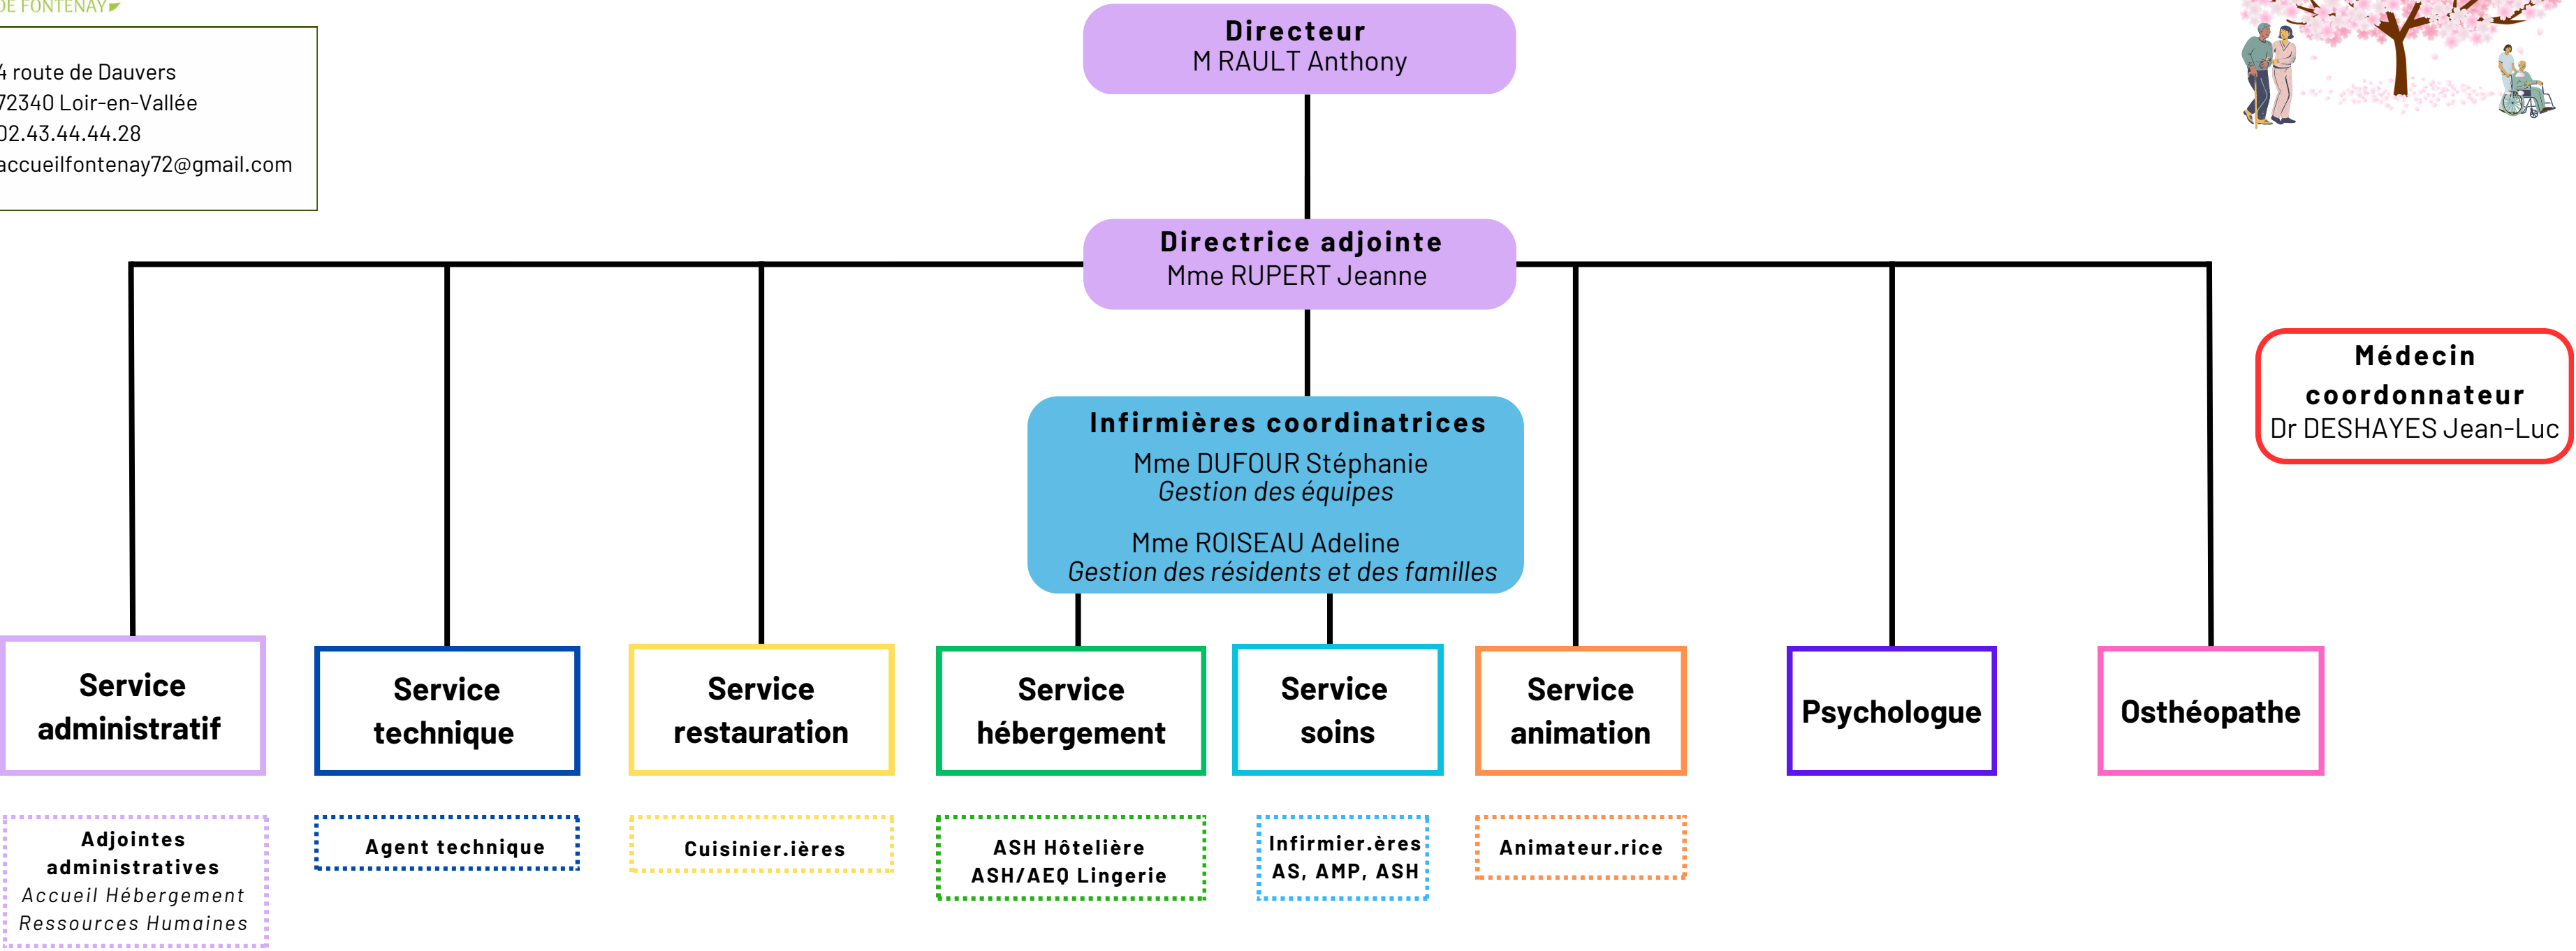 DE FONTENAY
4 route de Dauvers
72340 Loir-en-Vallée
02.43.44.44.28
accueilfontenay72@gmail.com
Directeur
M RAULT Anthony
Directrice adjointe
Mme RUPERT Jeanne
Médecin
coordonnateur
Dr DESHAYES Jean-Luc
Infirmières coordinatrices
Mme DUFOUR Stéphanie
Gestion des équipes
Mme ROISEAU Adeline
Gestion des résidents et des familles
Service
administratif
Service
technique
Service
restauration
Service
hébergement
Service
soins
Service
animation
Psychologue
Osthéopathe
Adjointes
administratives
Accueil Hébergement
Ressources Humaines
Agent technique
Cuisinier.ières
ASH Hôtelière
ASH/AEQ Lingerie
Infirmier.ères
AS, AMP, ASH
Animateur.rice